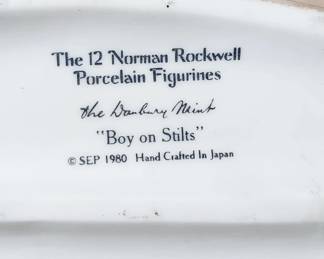 The 12 Norman Rockwell
Porcelain Figurines
the Danbury Mint
"Boy on Stilts"
© SEP 1980 Hand Crafted In Japan